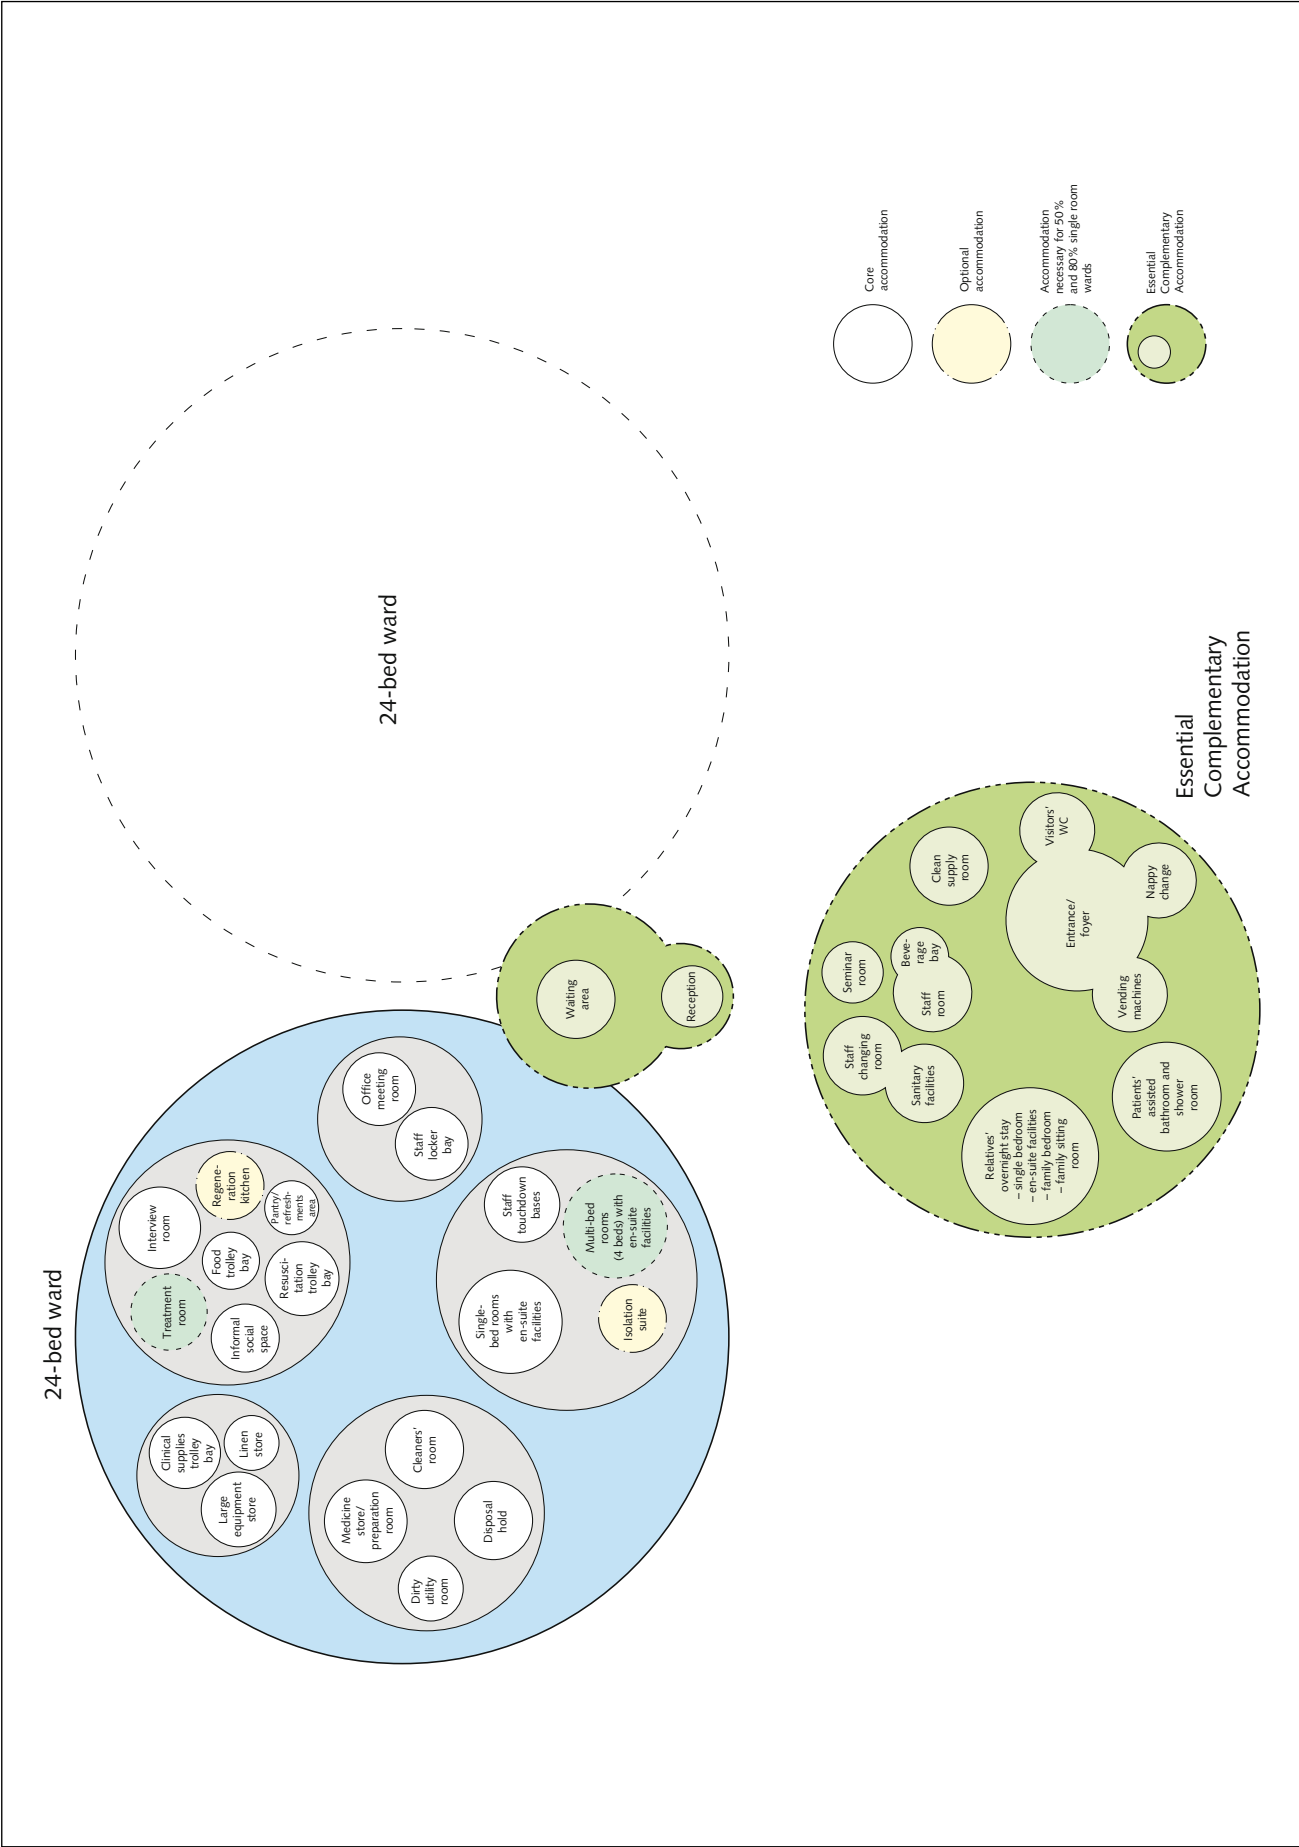 24-bed ward
Clinical
supplies
trolley
bay
Linen
store
Large
equipment
store
Treatment
room
Interview
room
Regene-
ration
kitchen
Food
trolley
bay
Pantry/
refresh-
ments
area
Informal
social
space
Resusci-
tation
trolley
bay
Office
meeting
room
Staff
locker
bay
Medicine
store/
preparation
room
Cleaners'
room
Dirty
utility
room
Disposal
hold
Single-
bed rooms
with
en-suite
facilities
Staff
touchdown
bases
Isolation
suite
Multi-bed
rooms
(4 beds) with
en-suite
facilities
Waiting
area
Reception
24-bed ward
Staff
changing
room
Sanitary
facilities
Seminar
room
Staff
room
Beve-
rage
bay
Clean
supply
room
Relatives'
overnight stay
– single bedroom
– en-suite facilities
– family bedroom
– family sitting
room
Entrance/
foyer
Visitors'
WC
Patients'
assisted
bathroom and
shower
room
Vending
machines
Nappy
change
Essential
Complementary
Accommodation
Core
accommodation
Optional
accommodation
Accommodation
necessary for 50%
and 80% single room
wards
Essential
Complementary
Accommodation